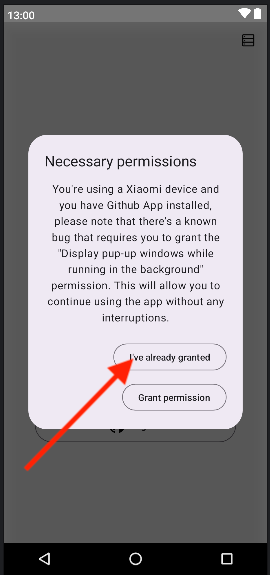 13:00
Necessary permissions
You're using a Xiaomi device and
you have Github App installed,
please note that there's a known
bug that requires you to grant the
"Display pup-up windows while
running in the background"
permission. This will allow you to
continue using the app without any
interruptions.
I've already granted
Grant permission